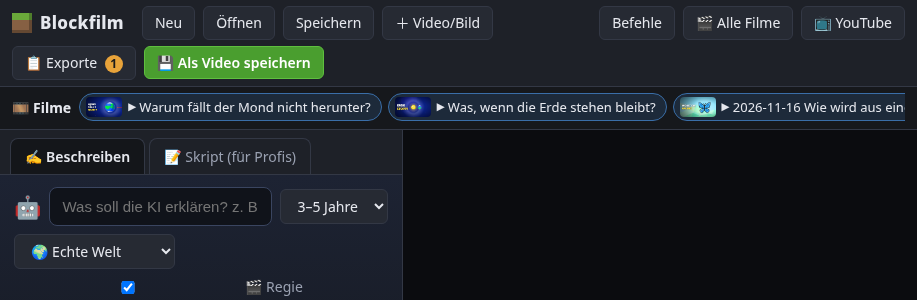 Blockfilm Neu Öffnen Speichern + Video/Bild Befehle Alle Filme YouTube
Exporte 1 Als Video speichern
Filme Warum fällt der Mond nicht herunter? Was, wenn die Erde stehen bleibt? 2026-11-16 Wie wird aus ein
Beschreiben Skript (für Profis)
Was soll die KI erklären? z. B 3–5 Jahre
Echte Welt
Regie